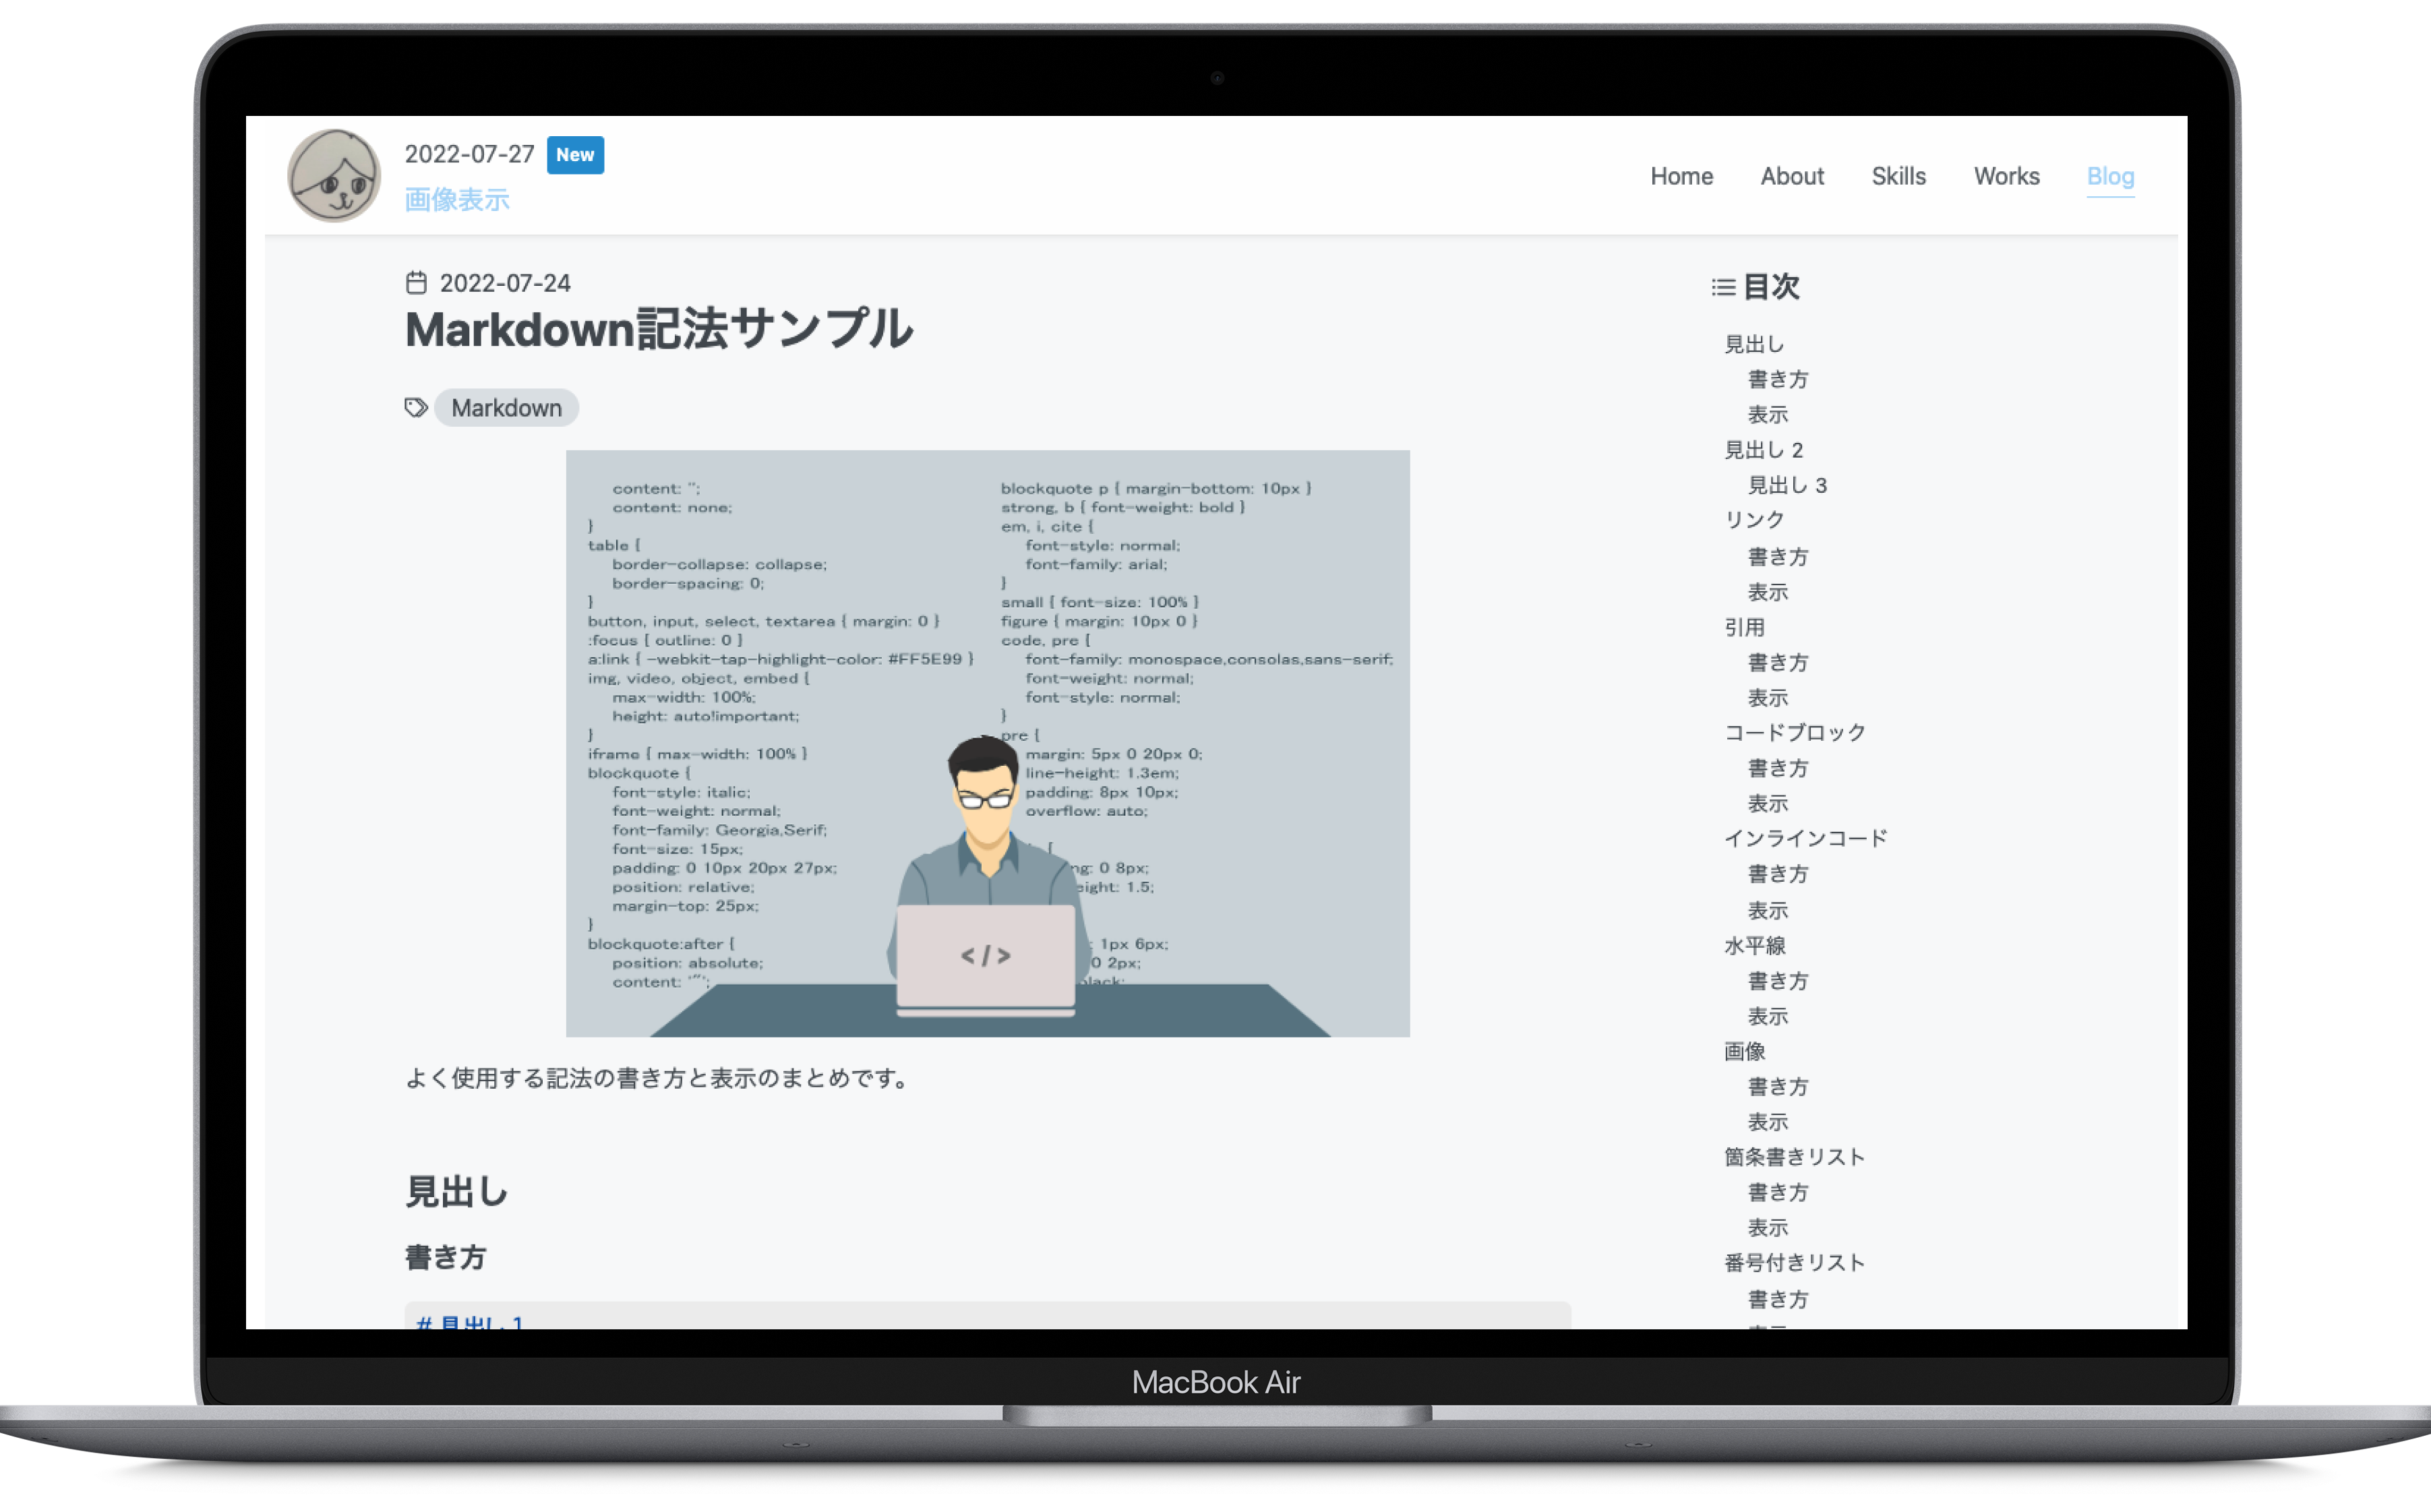 2022-07-27 New
画像表示
Home About Skills Works Blog
2022-07-24
Markdown記法サンプル
Markdown
content: '';
content: none;
}
table {
border-collapse: collapse;
border-spacing: 0;
}
button, input, select, textarea { margin: 0 }
:focus { outline: 0 }
a:link { -webkit-tap-highlight-color: #FF5E99 }
img, video, object, embed {
max-width: 100%;
height: auto!important;
}
iframe { max-width: 100% }
blockquote {
font-style: italic;
font-weight: normal;
font-family: Georgia,Serif;
font-size: 15px;
padding: 0 10px 20px 27px;
position: relative;
margin-top: 25px;
}
blockquote:after {
position: absolute;
content: '"';
blockquote p { margin-bottom: 10px }
strong, b { font-weight: bold }
em, i, cite {
font-style: normal;
font-family: arial;
}
small { font-size: 100% }
figure { margin: 10px 0 }
code, pre {
font-family: monospace,consolas,sans-serif;
font-weight: normal;
font-style: normal;
}
pre {
margin: 5px 0 20px 0;
line-height: 1.3em;
padding: 8px 10px;
overflow: auto;
{
ng: 0 8px;
eight: 1.5;
: 1px 6px;
0 2px;
black;
</>
よく使用する記法の書き方と表示のまとめです。
見出し
書き方
# 見出し 1
目次
見出し
書き方
表示
見出し 2
見出し 3
リンク
書き方
表示
引用
書き方
表示
コードブロック
書き方
表示
インラインコード
書き方
表示
水平線
書き方
表示
画像
書き方
表示
箇条書きリスト
書き方
表示
番号付きリスト
書き方
MacBook Air